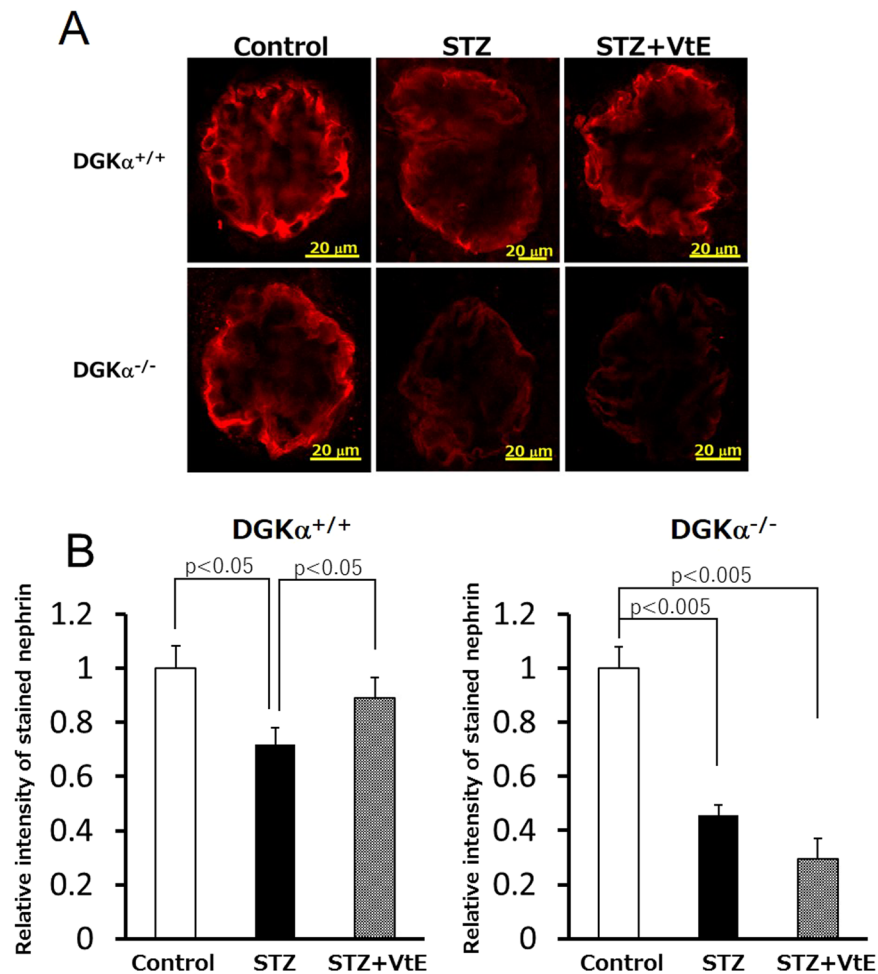 A
Control STZ STZ+VtE
DGKα+/+
20 μm 20 μm 20 μm
DGKα-/-
20 μm 20 μm 20 μm
B
DGKα+/+
p<0.05 p<0.05
Relative intensity of stained nephrin
1.2
1
0.8
0.6
0.4
0.2
0
Control STZ STZ+VtE
DGKα-/-
p<0.005
p<0.005
Relative intensity of stained nephrin
1.2
1
0.8
0.6
0.4
0.2
0
Control STZ STZ+VtE